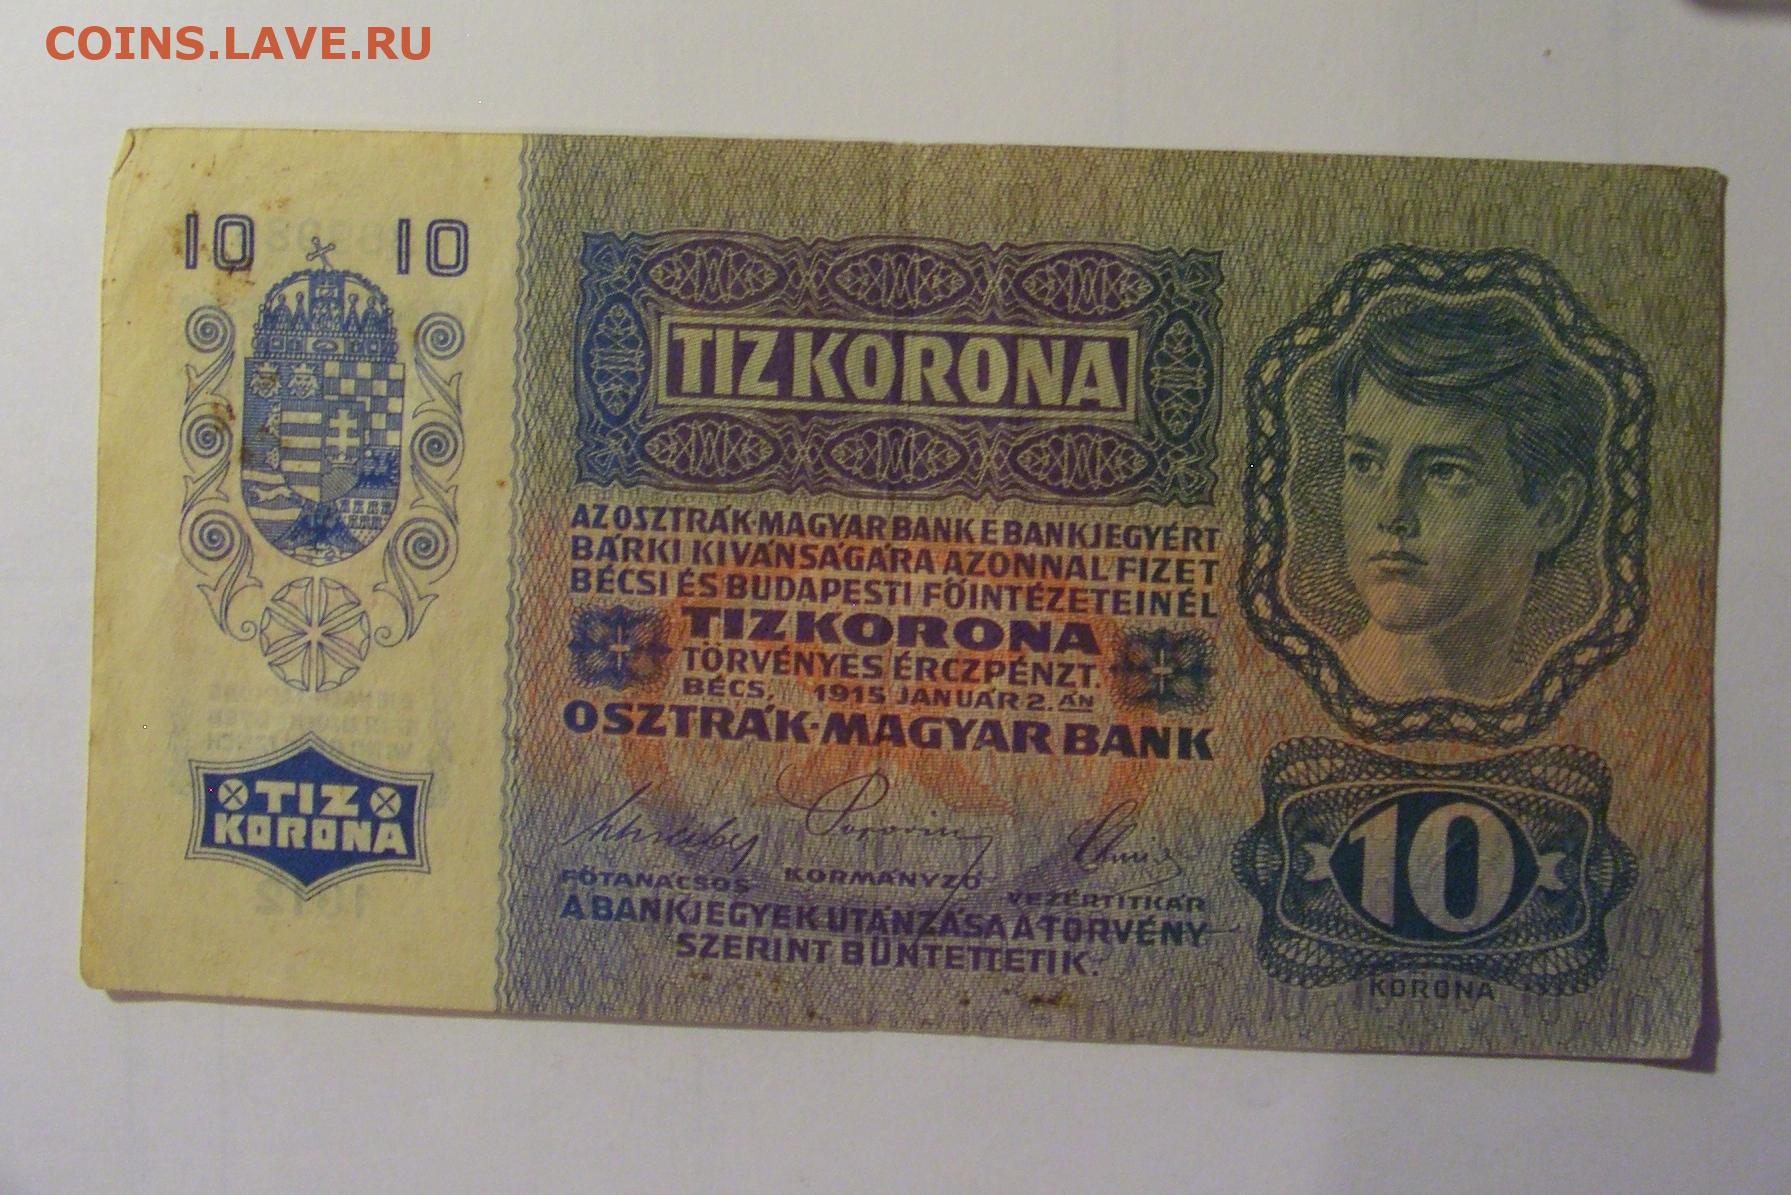 COINS.LAVE.RU
10 10
TIZ KORONA
AZ OSZTRÁK-MAGYAR BANK E BANKJEGYÉRT
BÁRKI KIVÁNSÁGÁRA AZONNAL FIZET
BÉCSI ÉS BUDAPESTI FŐINTÉZETEINÉL
TIZ KORONA
TÖRVÉNYES ÉRCZPÉNZT.
BÉCS, 1915 JANUÁR 2. ÁN
OSZTRÁK-MAGYAR BANK
FŐTANÁCSOS KORMÁNYZÓ VEZÉRTITKÁR
A BANKJEGYEK UTÁNZÁSA A TÖRVÉNY
SZERINT BÜNTETTETIK.
TIZ
KORONA
10
KORONA